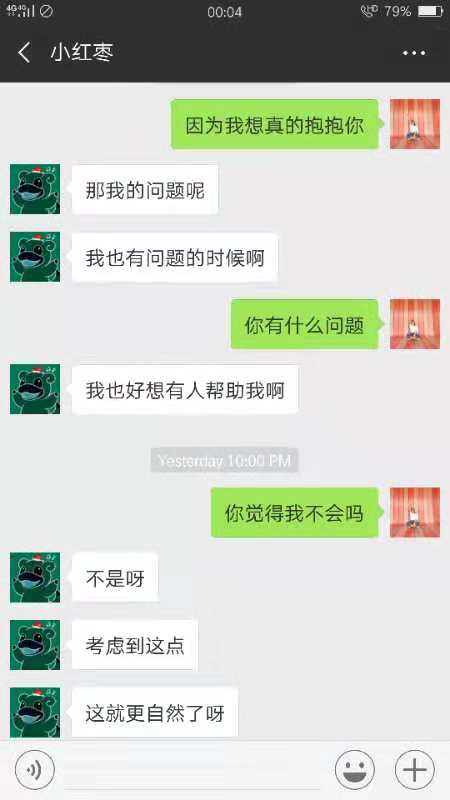 4G 4G
00:04
HD
79%
小红枣
因为我想真的抱抱你
那我的问题呢
我也有问题的时候啊
你有什么问题
我也好想有人帮助我啊
Yesterday 10:00 PM
你觉得我不会吗
不是呀
考虑到这点
这就更自然了呀